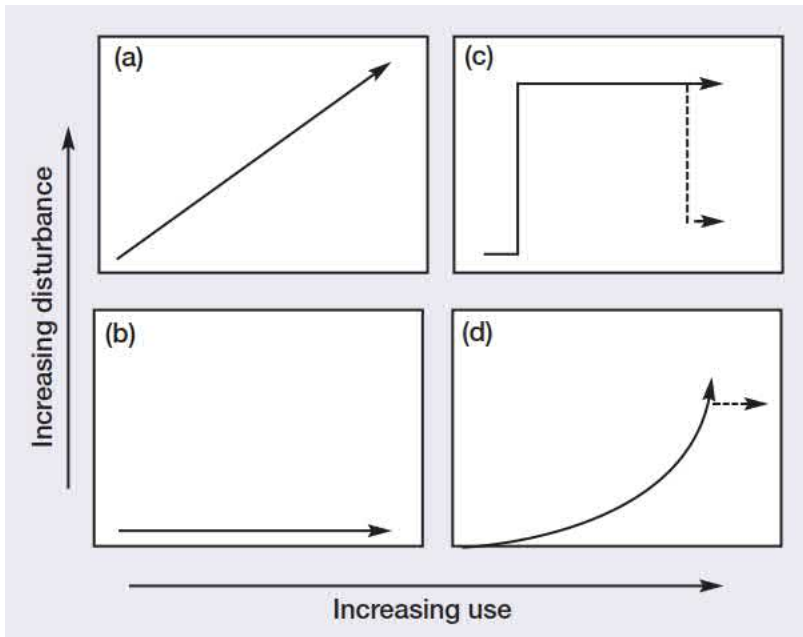 (a)
(c)
Increasing disturbance
(b)
(d)
Increasing use